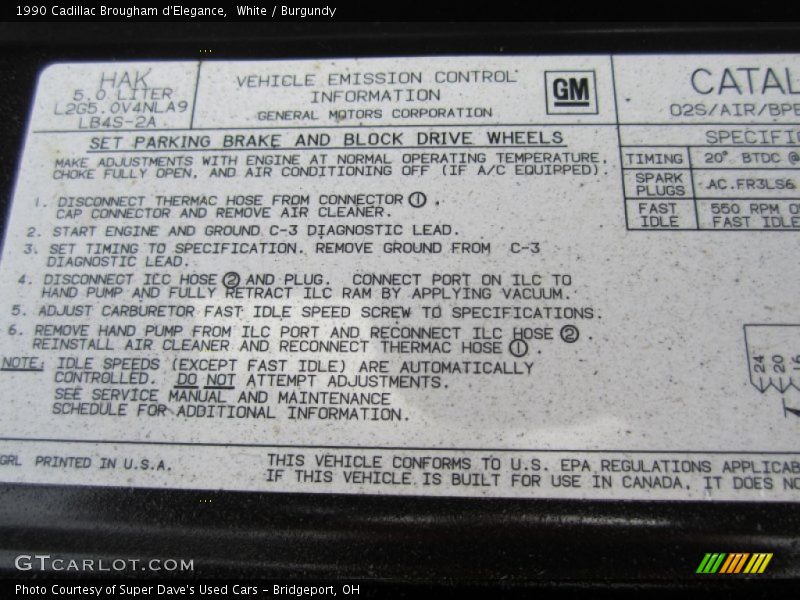 1990 Cadillac Brougham d'Elegance, White / Burgundy
HAK
5.0 LITER
L2G5.0V4NLA9
LB4S-2A
VEHICLE EMISSION CONTROL
INFORMATION
GENERAL MOTORS CORPORATION
GM
CATAL
O2S/AIR/BPE
SET PARKING BRAKE AND BLOCK DRIVE WHEELS
MAKE ADJUSTMENTS WITH ENGINE AT NORMAL OPERATING TEMPERATURE,
CHOKE FULLY OPEN, AND AIR CONDITIONING OFF (IF A/C EQUIPPED).
SPECIFIC
TIMING 20° BTDC @
SPARK PLUGS AC.FR3LS6
FAST IDLE 550 RPM
FAST IDLE
1. DISCONNECT THERMAC HOSE FROM CONNECTOR ①.
CAP CONNECTOR AND REMOVE AIR CLEANER.
2. START ENGINE AND GROUND C-3 DIAGNOSTIC LEAD.
3. SET TIMING TO SPECIFICATION. REMOVE GROUND FROM C-3
DIAGNOSTIC LEAD.
4. DISCONNECT ILC HOSE ② AND PLUG. CONNECT PORT ON ILC TO
HAND PUMP AND FULLY RETRACT ILC RAM BY APPLYING VACUUM.
5. ADJUST CARBURETOR FAST IDLE SPEED SCREW TO SPECIFICATIONS.
6. REMOVE HAND PUMP FROM ILC PORT AND RECONNECT ILC HOSE ②.
REINSTALL AIR CLEANER AND RECONNECT THERMAC HOSE ①.
NOTE: IDLE SPEEDS (EXCEPT FAST IDLE) ARE AUTOMATICALLY
CONTROLLED. DO NOT ATTEMPT ADJUSTMENTS.
SEE SERVICE MANUAL AND MAINTENANCE
SCHEDULE FOR ADDITIONAL INFORMATION.
24
20
16
GRL PRINTED IN U.S.A.
THIS VEHICLE CONFORMS TO U.S. EPA REGULATIONS APPLICAB
IF THIS VEHICLE IS BUILT FOR USE IN CANADA, IT DOES NO
GTCARLOT.COM
Photo Courtesy of Super Dave's Used Cars - Bridgeport, OH